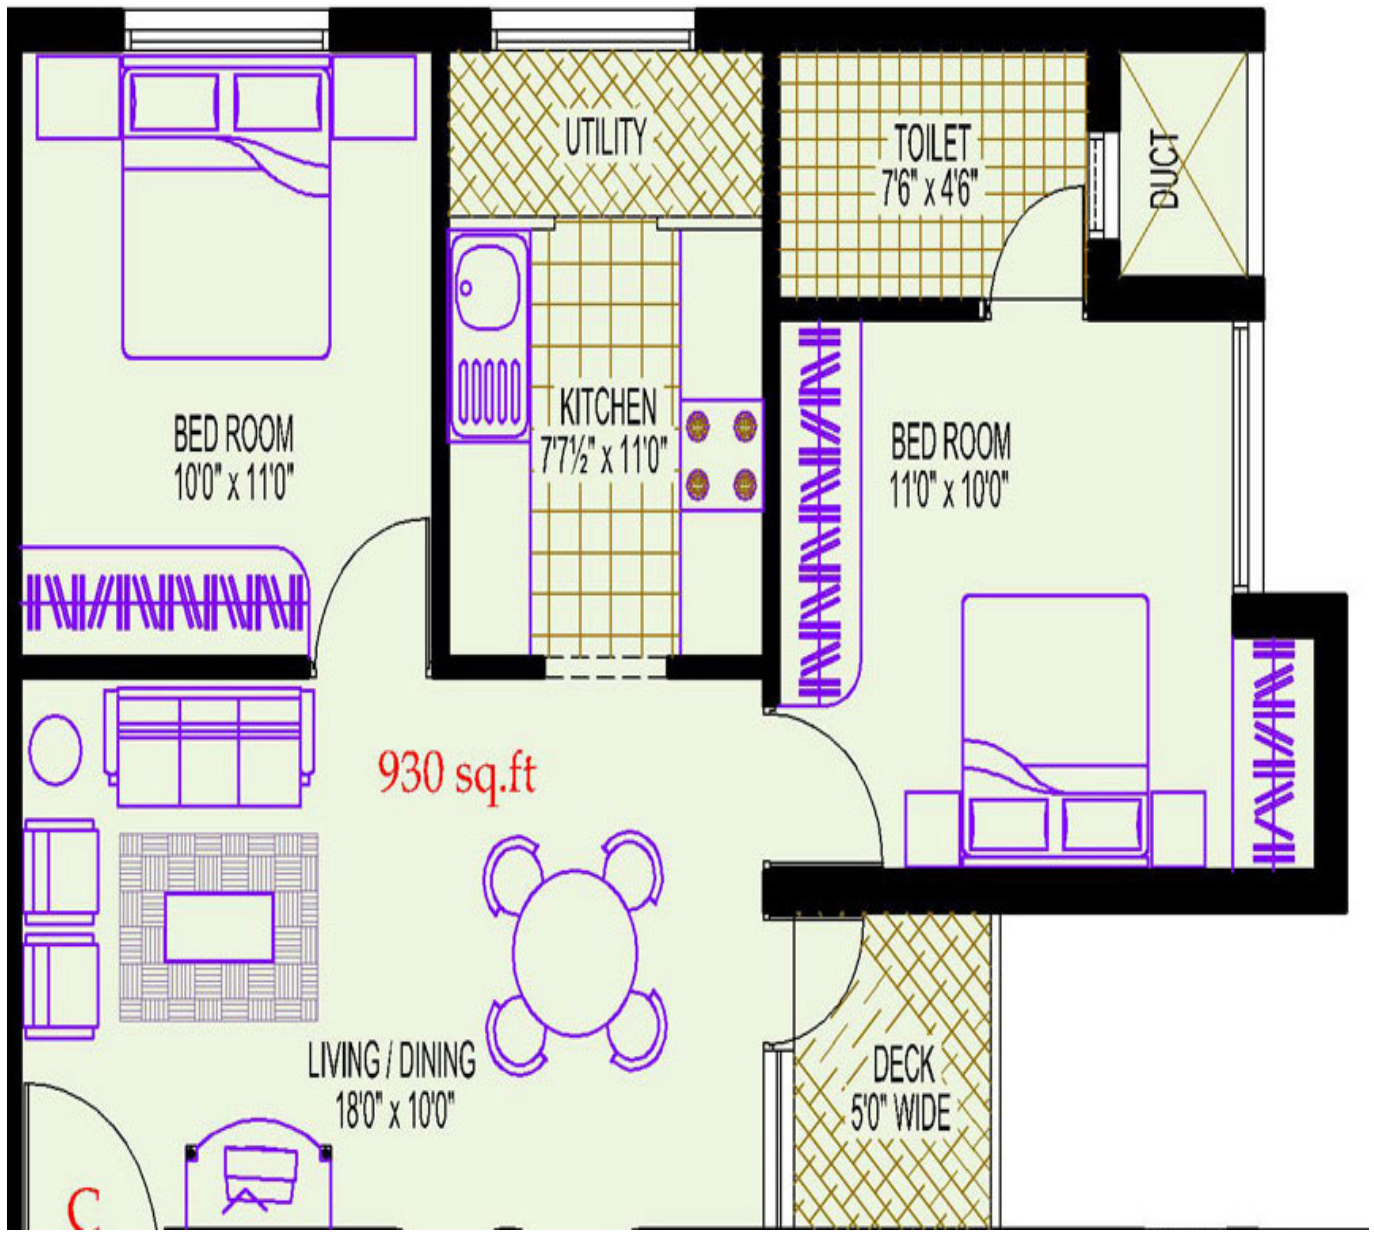 UTILITY
TOILET
7'6" x 4'6"
DUCT
KITCHEN
7'7½" x 11'0"
BED ROOM
10'0" x 11'0"
BED ROOM
11'0" x 10'0"
930 sq.ft
LIVING / DINING
18'0" x 10'0"
DECK
5'0" WIDE
C